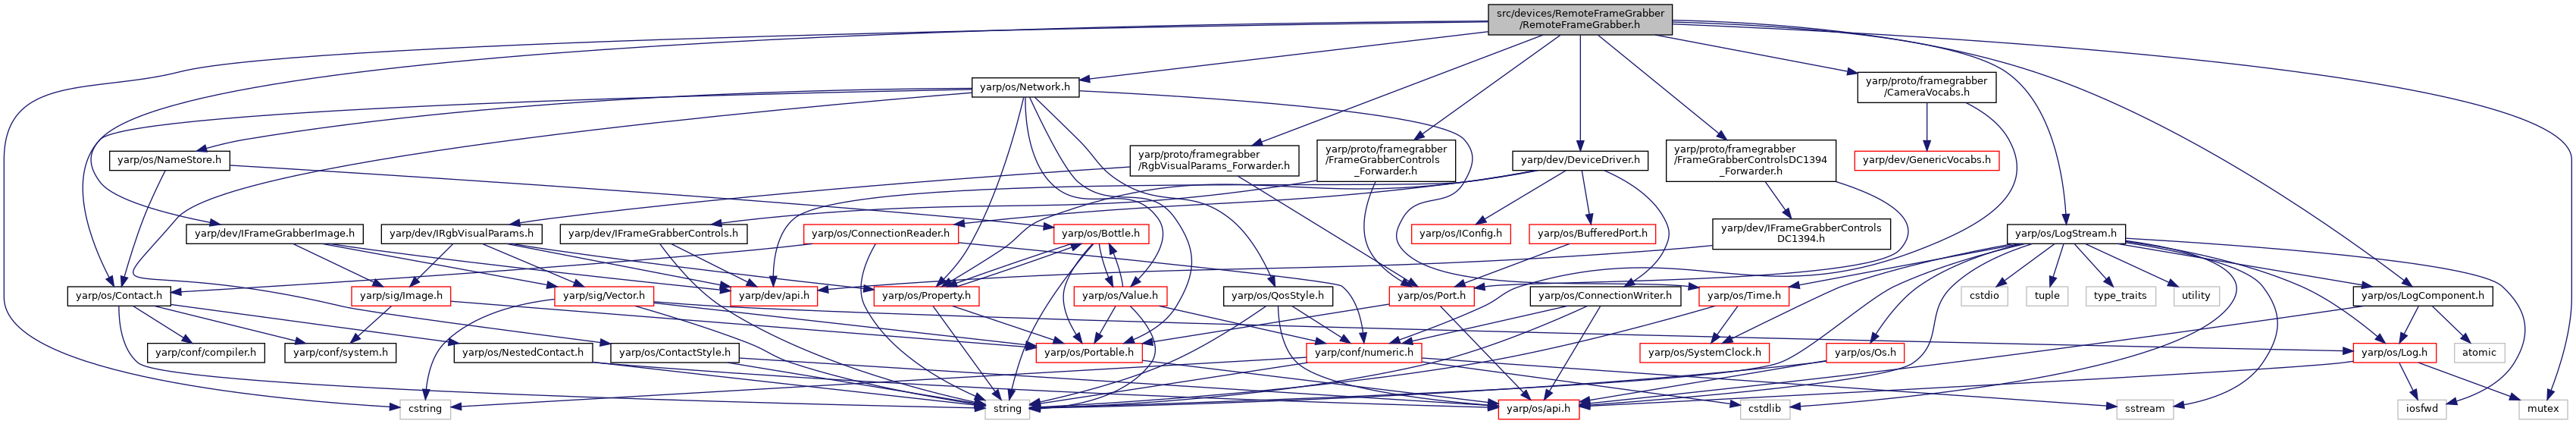 src/devices/RemoteFrameGrabber
/RemoteFrameGrabber.h
yarp/os/Network.h
yarp/proto/framegrabber
/CameraVocabs.h
yarp/os/NameStore.h
yarp/proto/framegrabber
/RgbVisualParams_Forwarder.h
yarp/proto/framegrabber
/FrameGrabberControls
_Forwarder.h
yarp/dev/DeviceDriver.h
yarp/proto/framegrabber
/FrameGrabberControlsDC1394
_Forwarder.h
yarp/dev/GenericVocabs.h
yarp/dev/IFrameGrabberImage.h
yarp/dev/IRgbVisualParams.h
yarp/dev/IFrameGrabberControls.h
yarp/os/ConnectionReader.h
yarp/os/Bottle.h
yarp/os/IConfig.h
yarp/os/BufferedPort.h
yarp/dev/IFrameGrabberControls
DC1394.h
yarp/os/LogStream.h
yarp/os/Contact.h
yarp/sig/Image.h
yarp/sig/Vector.h
yarp/dev/api.h
yarp/os/Property.h
yarp/os/Value.h
yarp/os/QosStyle.h
yarp/os/Port.h
yarp/os/ConnectionWriter.h
yarp/os/Time.h
cstdio
tuple
type_traits
utility
yarp/os/LogComponent.h
yarp/conf/compiler.h
yarp/conf/system.h
yarp/os/NestedContact.h
yarp/os/ContactStyle.h
yarp/os/Portable.h
yarp/conf/numeric.h
yarp/os/SystemClock.h
yarp/os/Os.h
yarp/os/Log.h
atomic
cstring
string
yarp/os/api.h
cstdlib
sstream
iosfwd
mutex